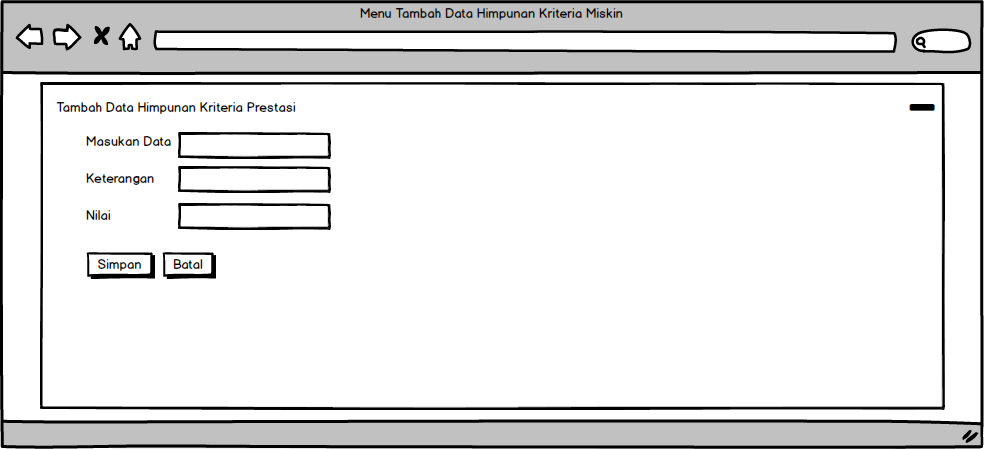 Menu Tambah Data Himpunan Kriteria Miskin
Tambah Data Himpunan Kriteria Prestasi
Masukan Data
Keterangan
Nilai
Simpan Batal